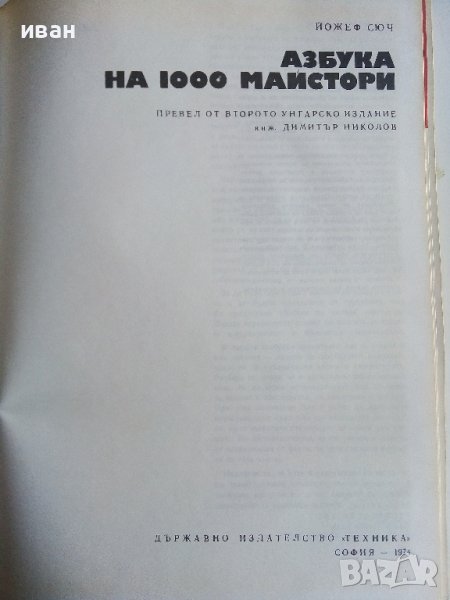 иван
ЙОЖЕФ СЮЧ
АЗБУКА
НА 1000 МАЙСТОРИ
ПРЕВЕЛ ОТ ВТОРОТО УНГАРСКО ИЗДАНИЕ
инж. ДИМИТЪР НИКОЛОВ
ДЪРЖАВНО ИЗДАТЕЛСТВО «ТЕХНИКА»
СОФИЯ —
BAZAR